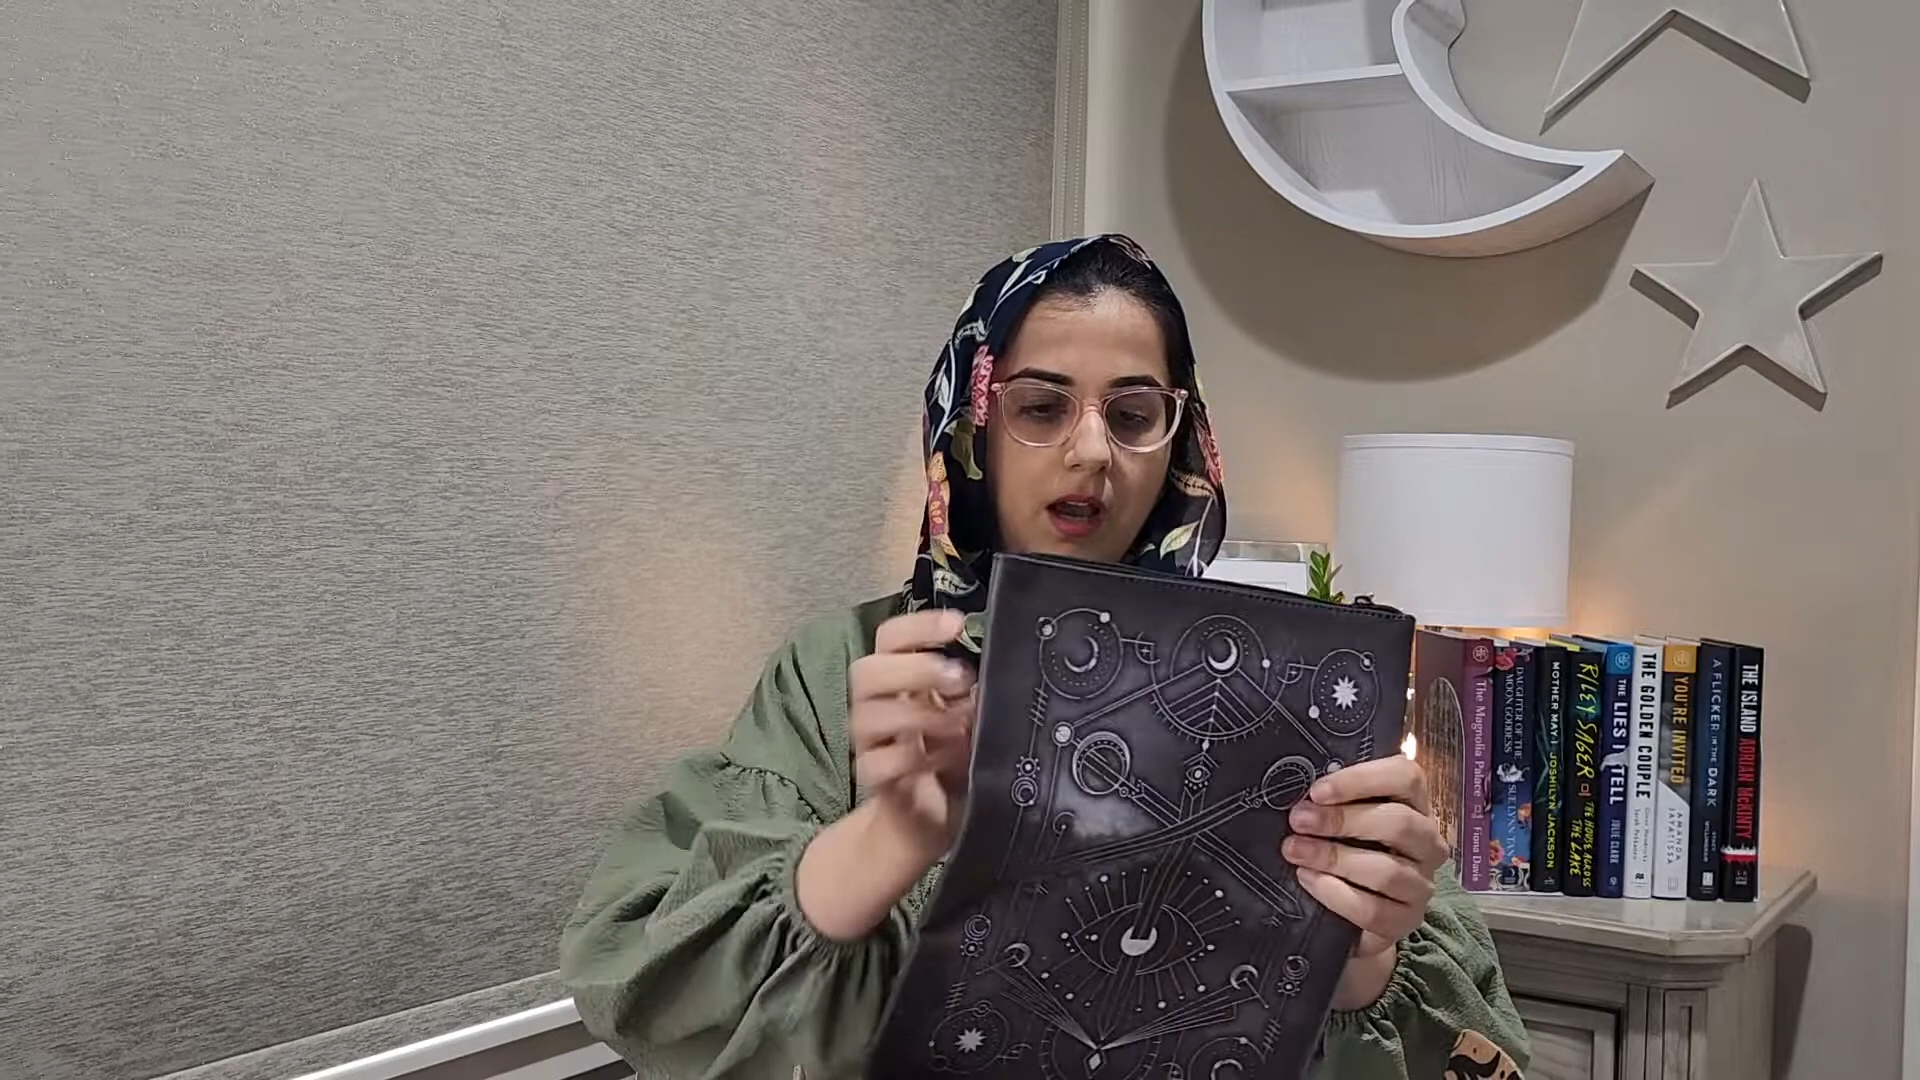 The Magnolia Palace Fiona Davis
DAUGHTER OF THE MOON GODDESS SUE LYNN TAN
MOTHER MAY I JOSHILYN JACKSON
RILEY SAGER THE HOUSE ACROSS THE LAKE
THE LIES I TELL JULIE CLARK
THE GOLDEN COUPLE Greer Hendricks Sarah Pekkanen
YOU'RE INVITED AMANDA JAYATISSA
A FLICKER IN THE DARK STACY WILLINGHAM
THE ISLAND ADRIAN McKINTY